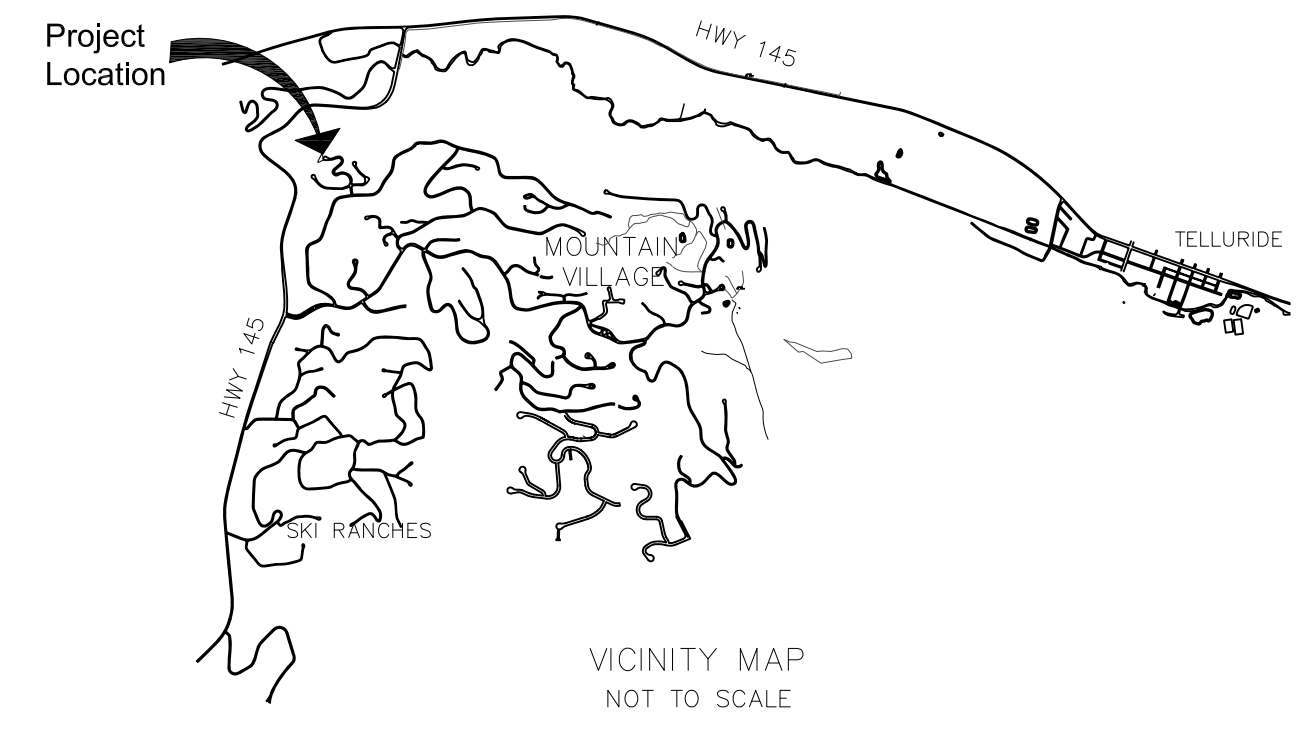 Project
Location
HWY 145
TELLURIDE
MOUNTAIN
VILLAGE
HWY 145
SKI RANCHES
VICINITY MAP
NOT TO SCALE